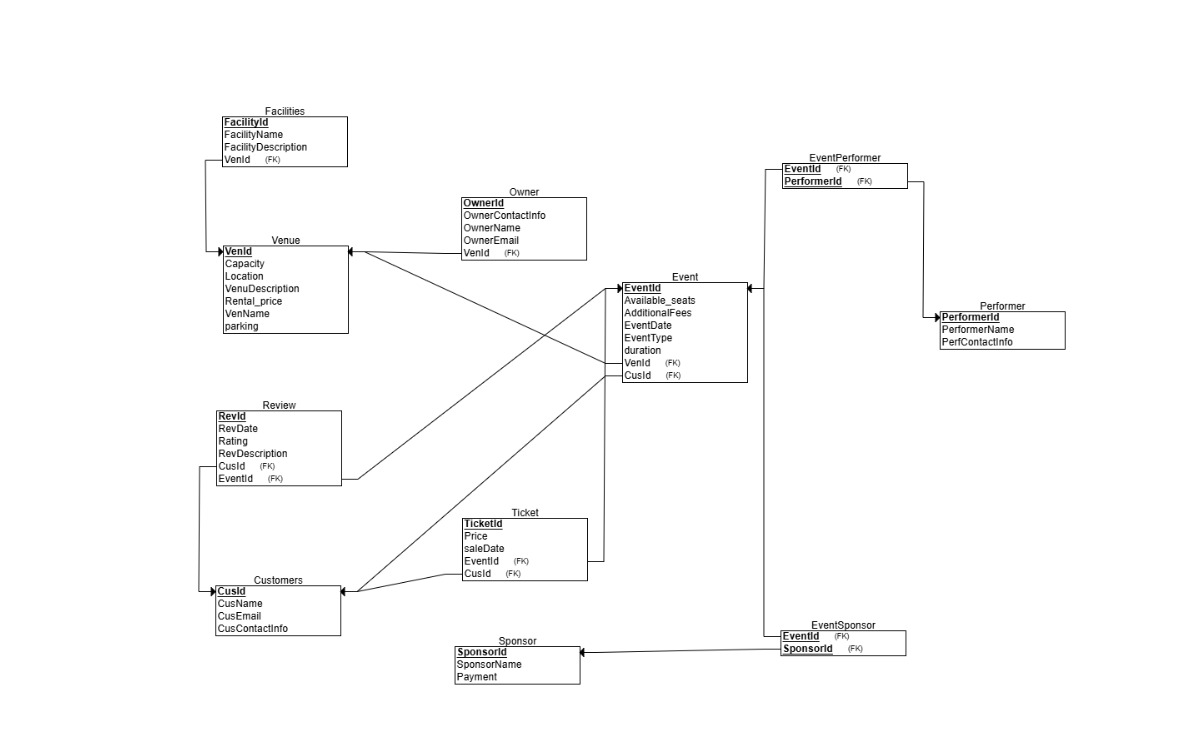 Facilities
FacilityId
FacilityName
FacilityDescription
VenId (FK)
Owner
OwnerId
OwnerContactInfo
OwnerName
OwnerEmail
VenId (FK)
Venue
VenId
Capacity
Location
VenuDescription
Rental_price
VenName
parking
Event
EventId
Available_seats
AdditionalFees
EventDate
EventType
duration
VenId (FK)
CusId (FK)
EventPerformer
EventId (FK)
PerformerId (FK)
Performer
PerformerId
PerformerName
PerfContactInfo
Review
RevId
RevDate
Rating
RevDescription
CusId (FK)
EventId (FK)
Ticket
TicketId
Price
saleDate
EventId (FK)
CusId (FK)
Customers
CusId
CusName
CusEmail
CusContactInfo
Sponsor
SponsorId
SponsorName
Payment
EventSponsor
EventId (FK)
SponsorId (FK)